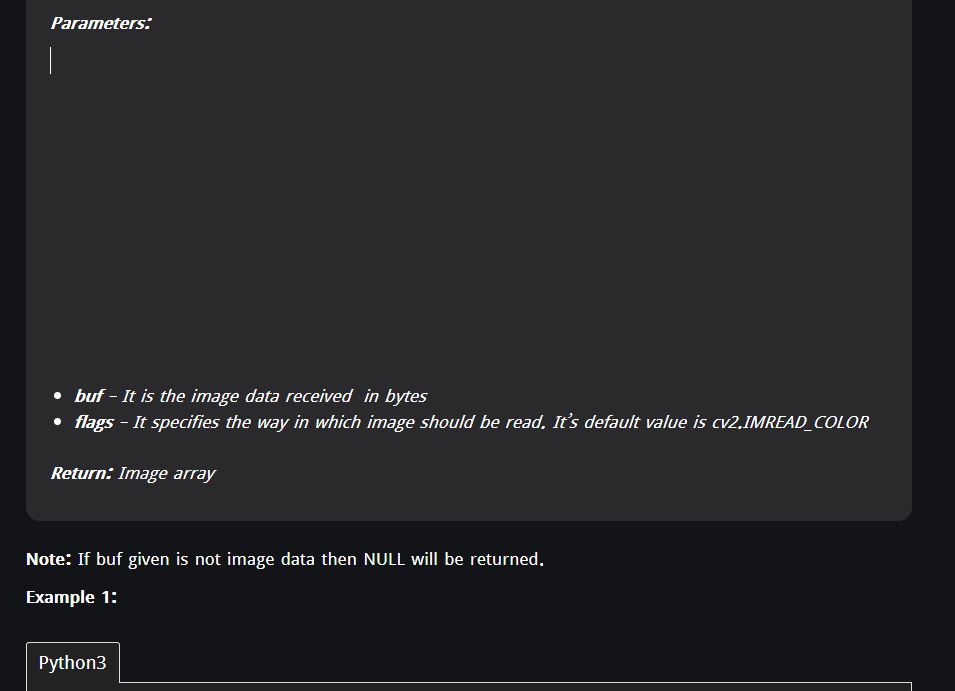 Parameters:
• buf – It is the image data received  in bytes
• flags – It specifies the way in which image should be read. It’s default value is cv2.IMREAD_COLOR
Return: Image array
Note: If buf given is not image data then NULL will be returned.
Example 1:
Python3